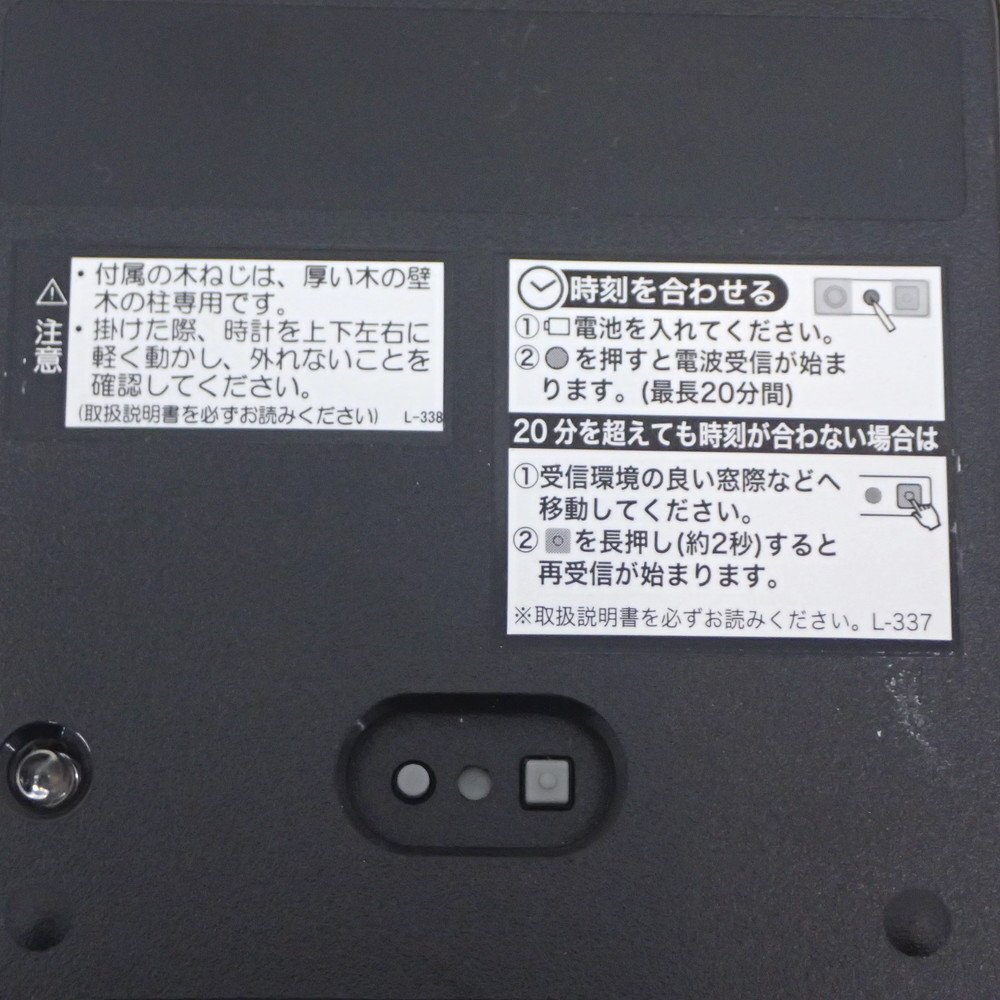 注意
・付属の木ねじは、厚い木の壁
木の柱専用です。
・掛けた際、時計を上下左右に
軽く動かし、外れないことを
確認してください。
(取扱説明書を必ずお読みください) L-338
時刻を合わせる
①電池を入れてください。
②を押すと電波受信が始ま
ります。(最長20分間)
20分を超えても時刻が合わない場合は
①受信環境の良い窓際などへ
移動してください。
②を長押し(約2秒)すると
再受信が始まります。
※取扱説明書を必ずお読みください。L-337